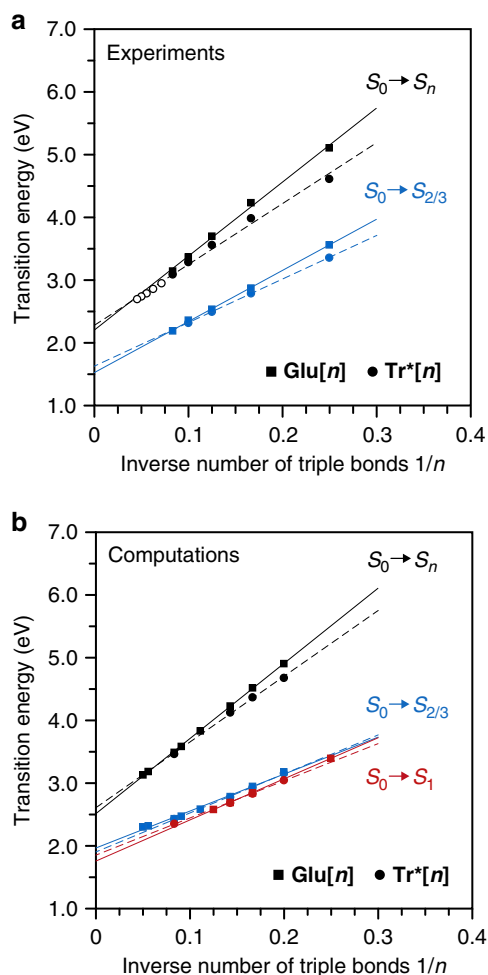 a
7.0
Experiments
S0→Sn
6.0
5.0
S0→S2/3
4.0
3.0
2.0
■ Glu[n] ● Tr*[n]
1.0
0 0.1 0.2 0.3 0.4
Transition energy (eV)
Inverse number of triple bonds 1/n
b
7.0
Computations
S0→Sn
6.0
5.0
S0→S2/3
4.0
S0→S1
3.0
2.0
■ Glu[n] ● Tr*[n]
1.0
0 0.1 0.2 0.3 0.4
Transition energy (eV)
Inverse number of triple bonds 1/n